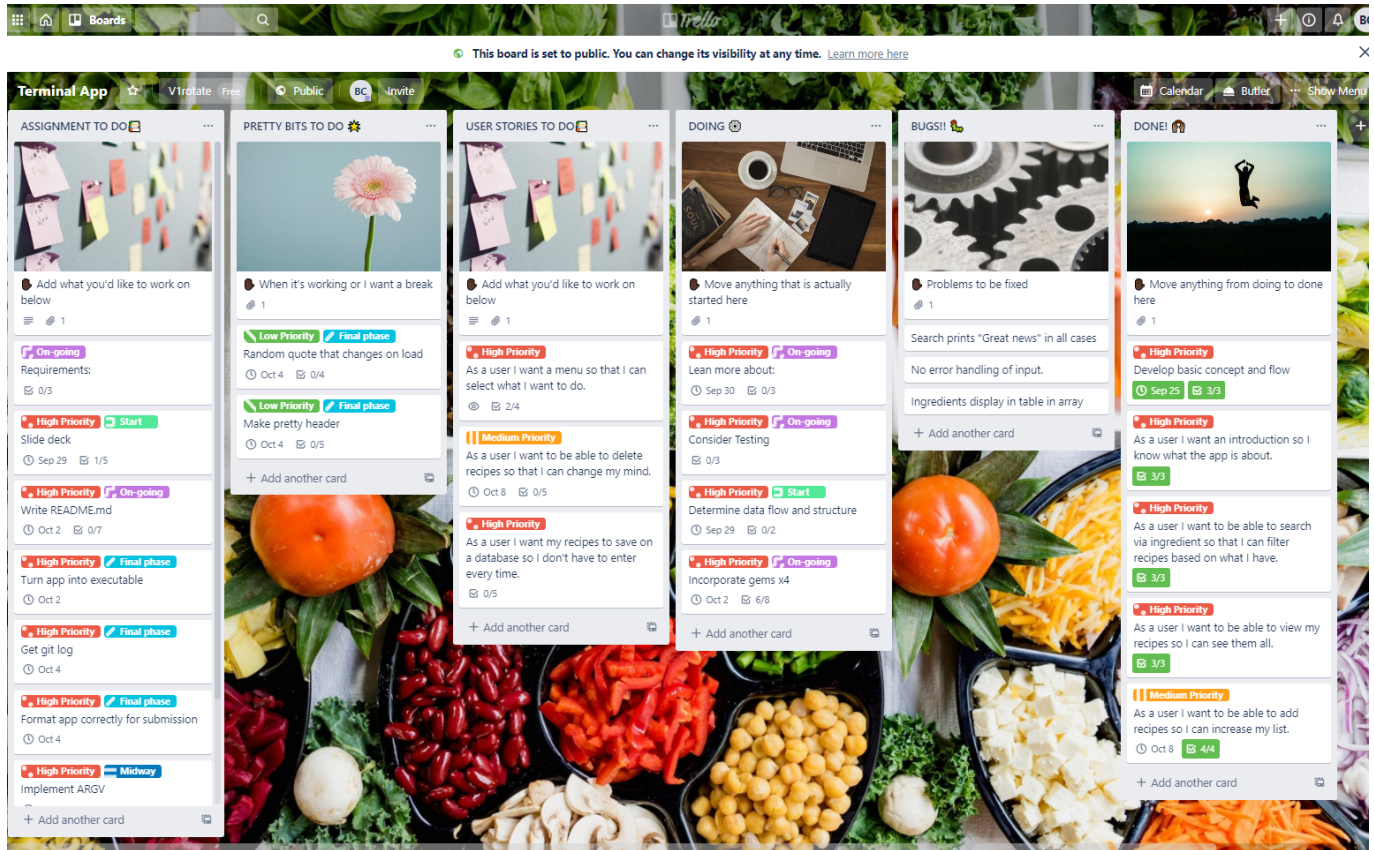 Boards
Trello
BC
This board is set to public. You can change its visibility at any time. Learn more here
Terminal App
V1rotate Free
Public
BC
Invite
Calendar
Butler
Show Menu
ASSIGNMENT TO DO
Add what you'd like to work on
below
1
On-going
Requirements:
0/3
High Priority Start
Slide deck
Sep 29 1/5
High Priority On-going
Write README.md
Oct 2 0/7
High Priority Final phase
Turn app into executable
Oct 2
High Priority Final phase
Get git log
Oct 4
High Priority Final phase
Format app correctly for submission
Oct 4
High Priority Midway
Implement ARGV
+ Add another card
PRETTY BITS TO DO
When it's working or I want a break
1
Low Priority Final phase
Random quote that changes on load
Oct 4 0/4
Low Priority Final phase
Make pretty header
Oct 4 0/5
+ Add another card
USER STORIES TO DO
Add what you'd like to work on
below
1
High Priority
As a user I want a menu so that I can
select what I want to do.
2/4
Medium Priority
As a user I want to be able to delete
recipes so that I can change my mind.
Oct 8 0/5
High Priority
As a user I want my recipes to save on
a database so I don't have to enter
every time.
0/5
+ Add another card
DOING
Move anything that is actually
started here
1
High Priority On-going
Lean more about:
Sep 30 0/3
High Priority On-going
Consider Testing
0/3
High Priority Start
Determine data flow and structure
Sep 29 0/2
High Priority On-going
Incorporate gems x4
Oct 2 6/8
+ Add another card
BUGS!!
Problems to be fixed
1
Search prints "Great news" in all cases
No error handling of input.
Ingredients display in table in array
+ Add another card
DONE!
Move anything from doing to done
here
1
High Priority
Develop basic concept and flow
Sep 25 3/3
High Priority
As a user I want an introduction so I
know what the app is about.
3/3
High Priority
As a user I want to be able to search
via ingredient so that I can filter
recipes based on what I have.
3/3
High Priority
As a user I want to be able to view my
recipes so I can see them all.
3/3
Medium Priority
As a user I want to be able to add
recipes so I can increase my list.
Oct 8 4/4
+ Add another card